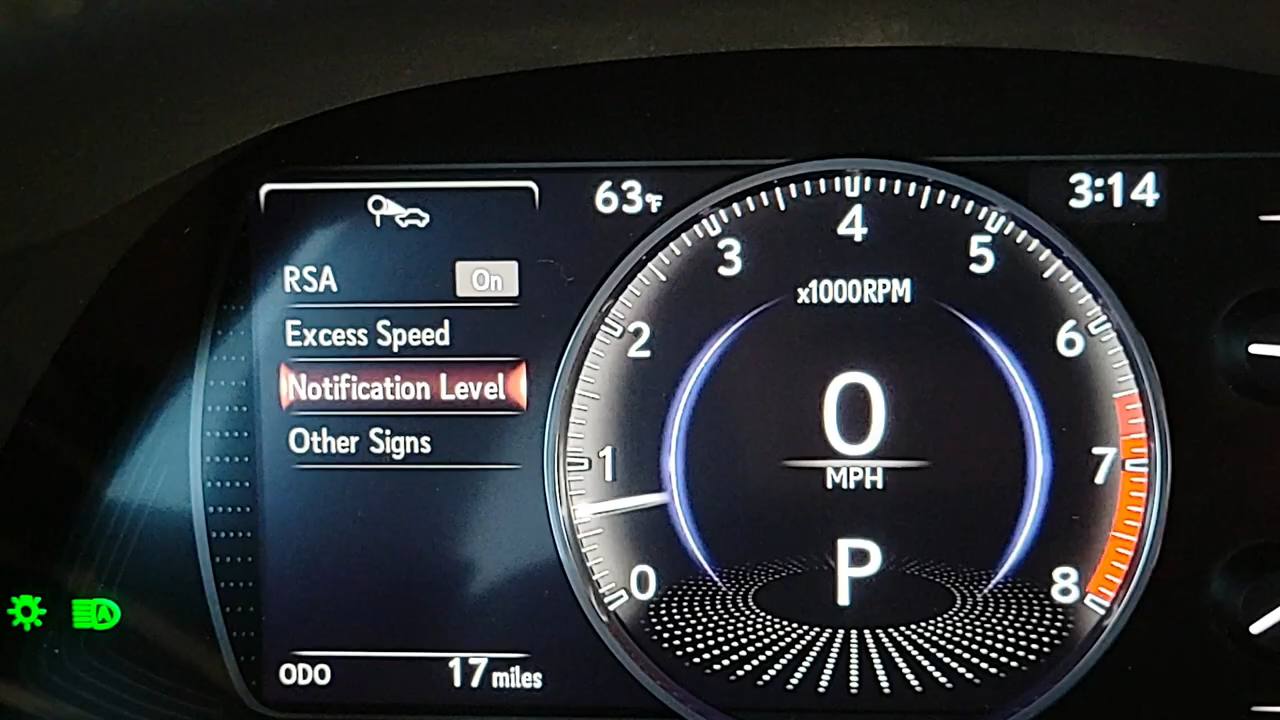 63°F
3:14
RSA On
Excess Speed
Notification Level
Other Signs
ODO 17 miles
0
1
2
3
4
5
6
7
8
x1000RPM
0
MPH
P
A